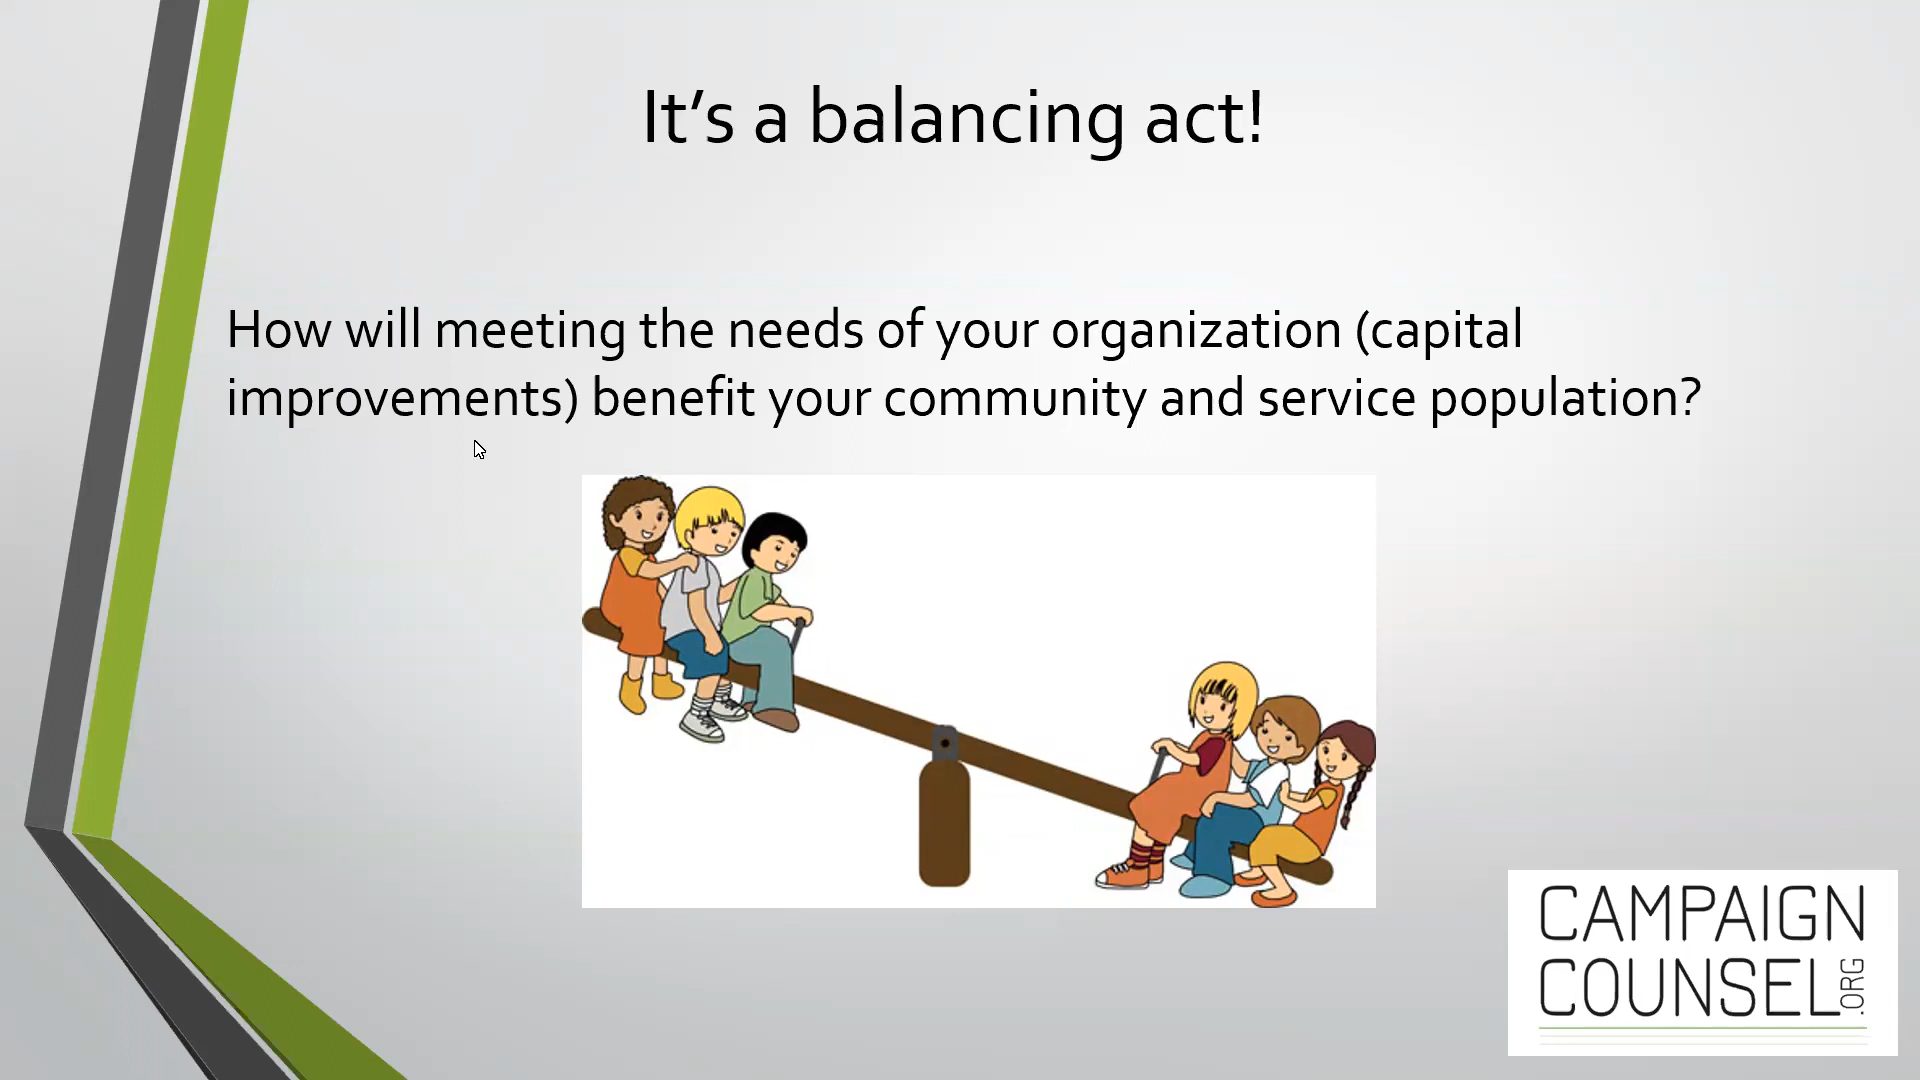 It’s a balancing act!
How will meeting the needs of your organization (capital
improvements) benefit your community and service population?
CAMPAIGN
COUNSEL.ORG